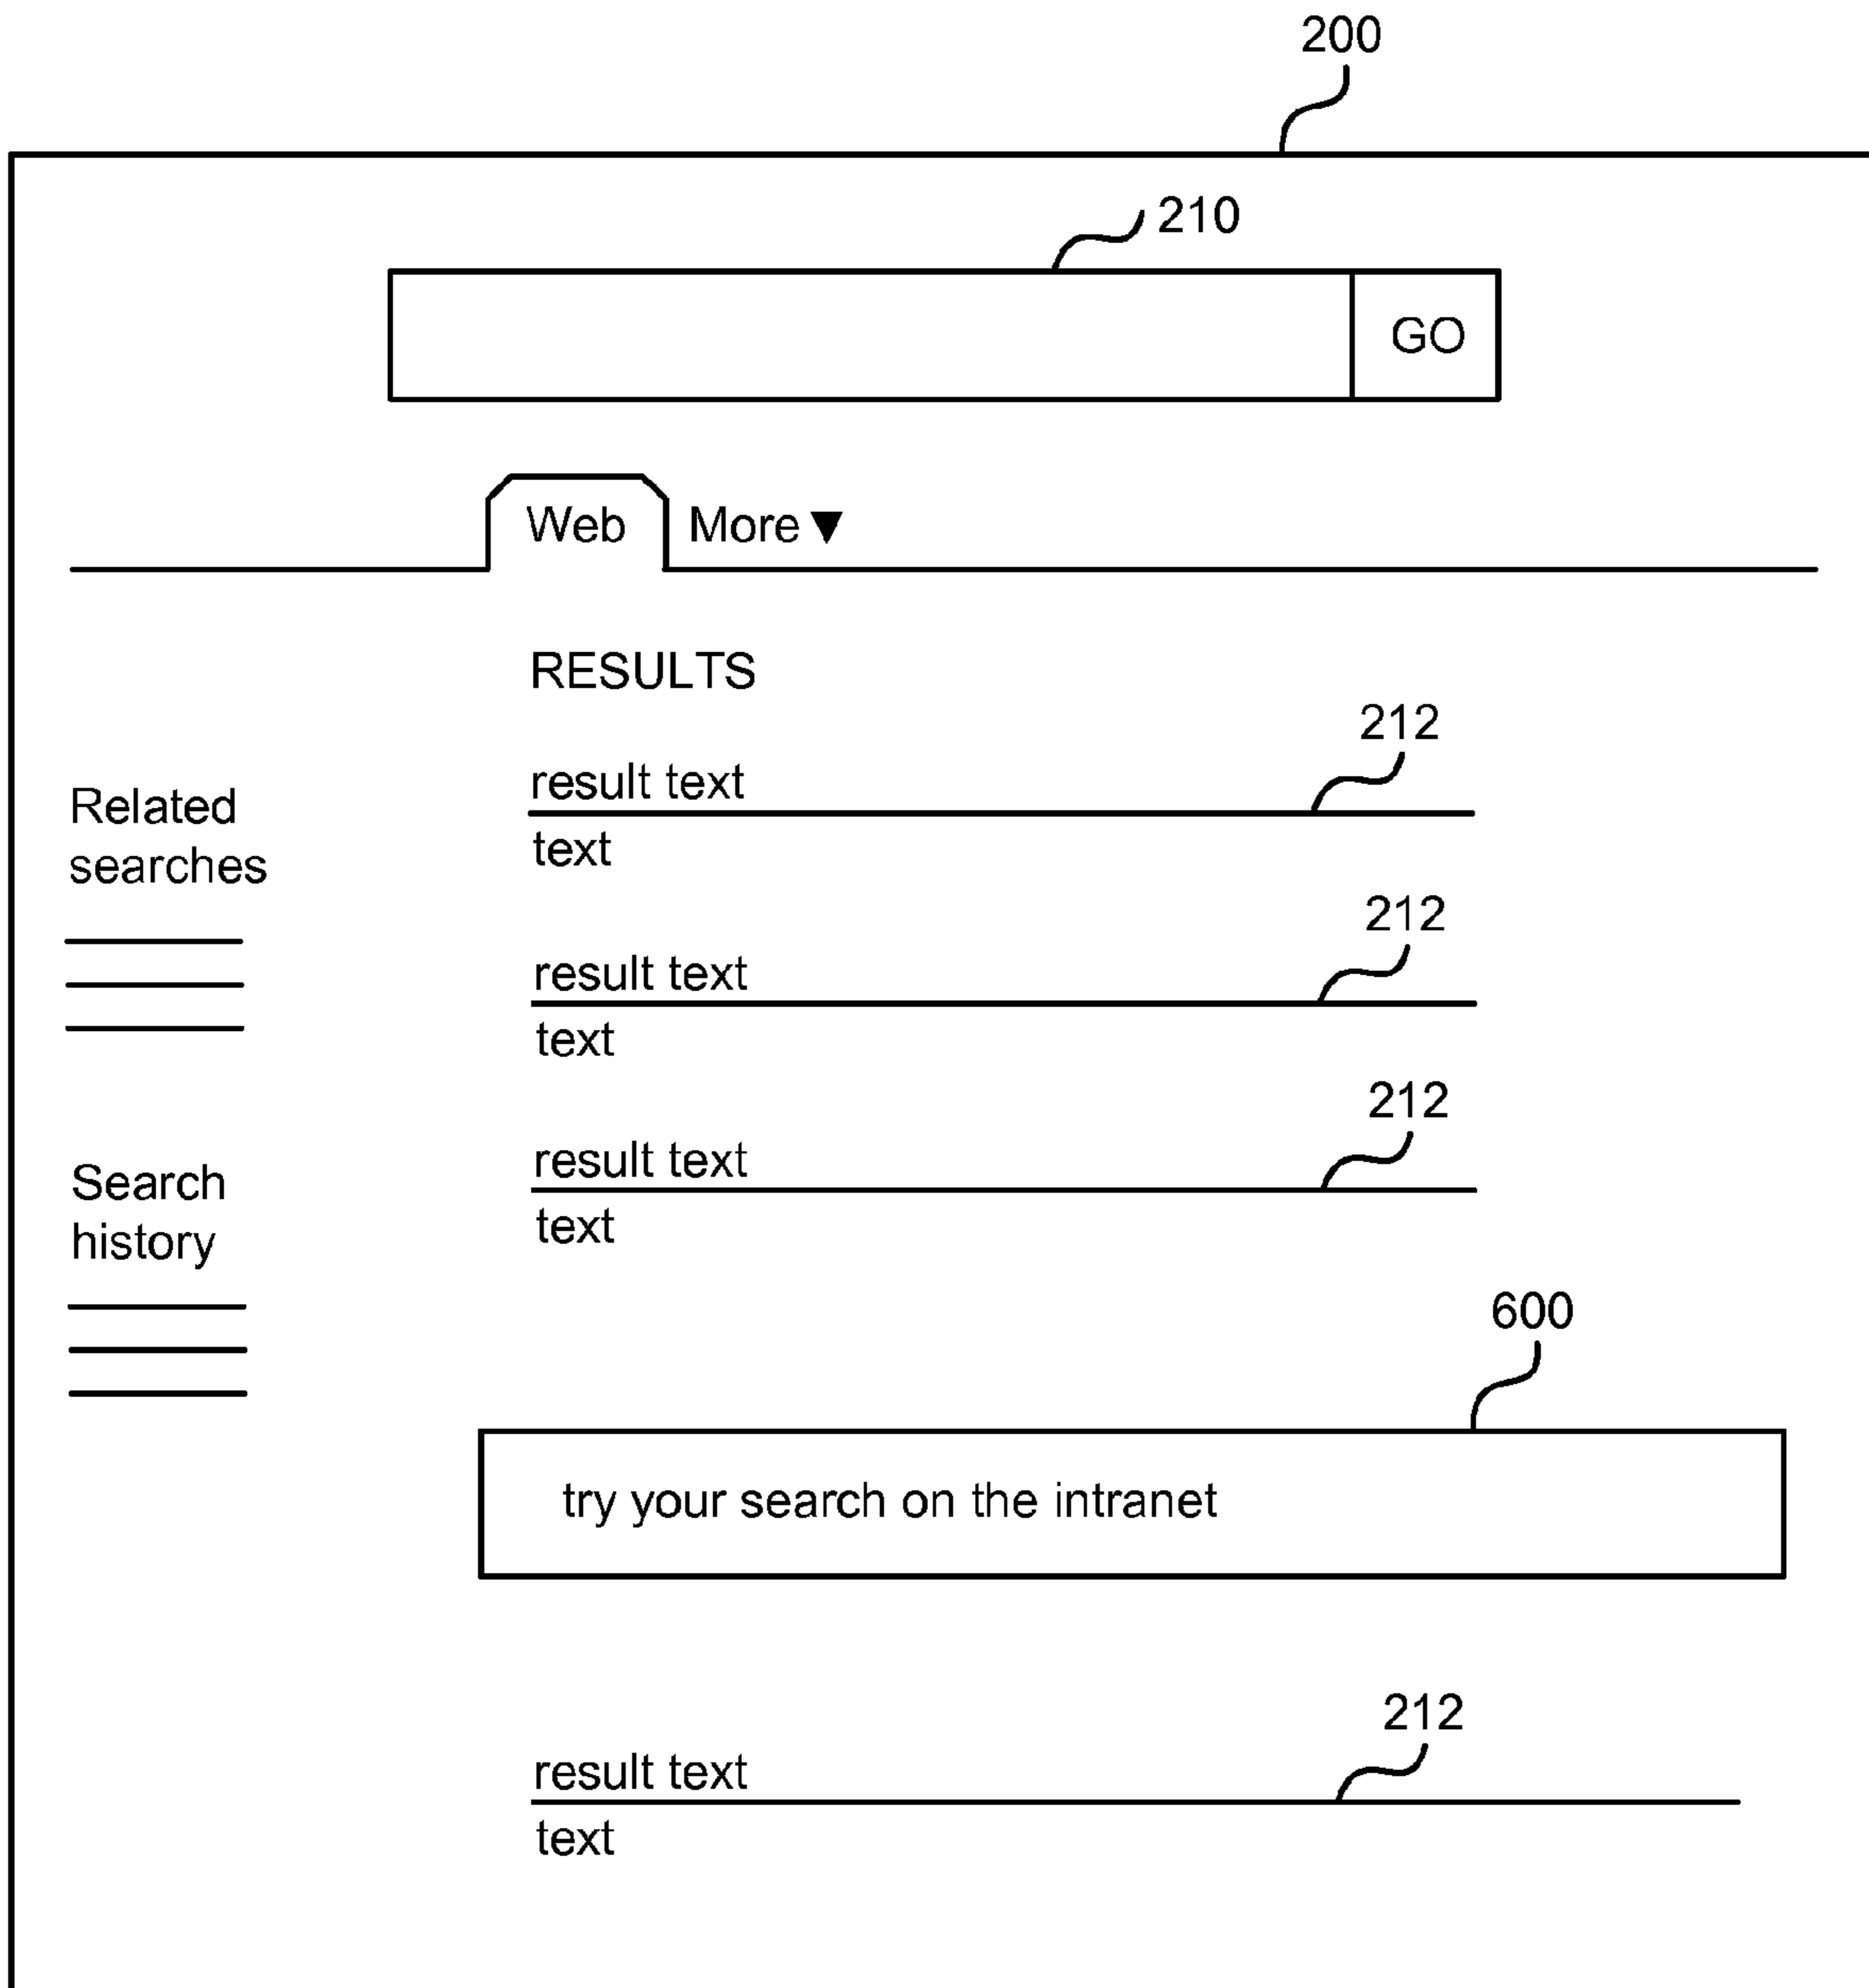 200
210
GO
Web More ▼
RESULTS
212
result text
text
Related
searches
212
result text
text
212
result text
text
Search
history
600
try your search on the intranet
212
result text
text